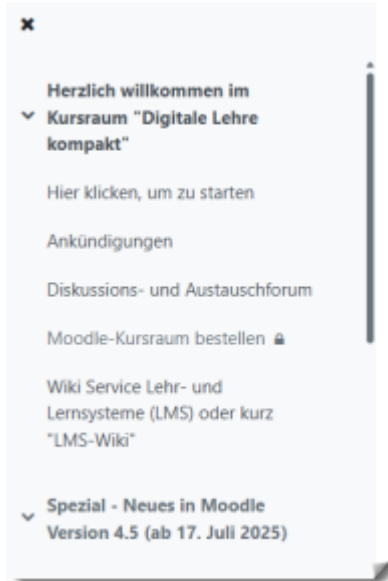 Herzlich willkommen im
Kursraum "Digitale Lehre
kompakt"
Hier klicken, um zu starten
Ankündigungen
Diskussions- und Austauschforum
Moodle-Kursraum bestellen
Wiki Service Lehr- und
Lernsysteme (LMS) oder kurz
"LMS-Wiki"
Spezial - Neues in Moodle
Version 4.5 (ab 17. Juli 2025)